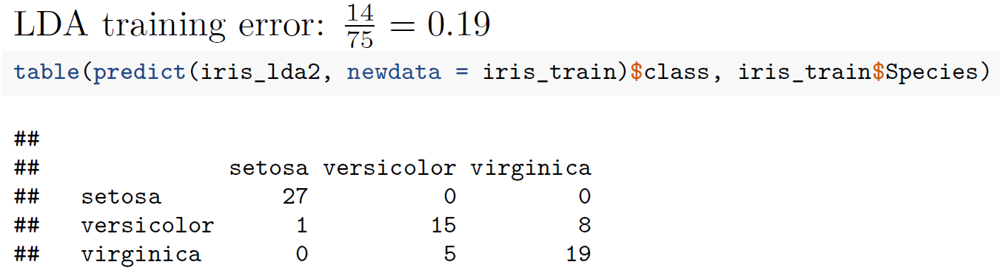 LDA training error: 14/75 = 0.19
table(predict(iris_lda2, newdata = iris_train)$class, iris_train$Species)
##
##              setosa versicolor virginica
##   setosa         27          0         0
##   versicolor      1         15         8
##   virginica       0          5        19